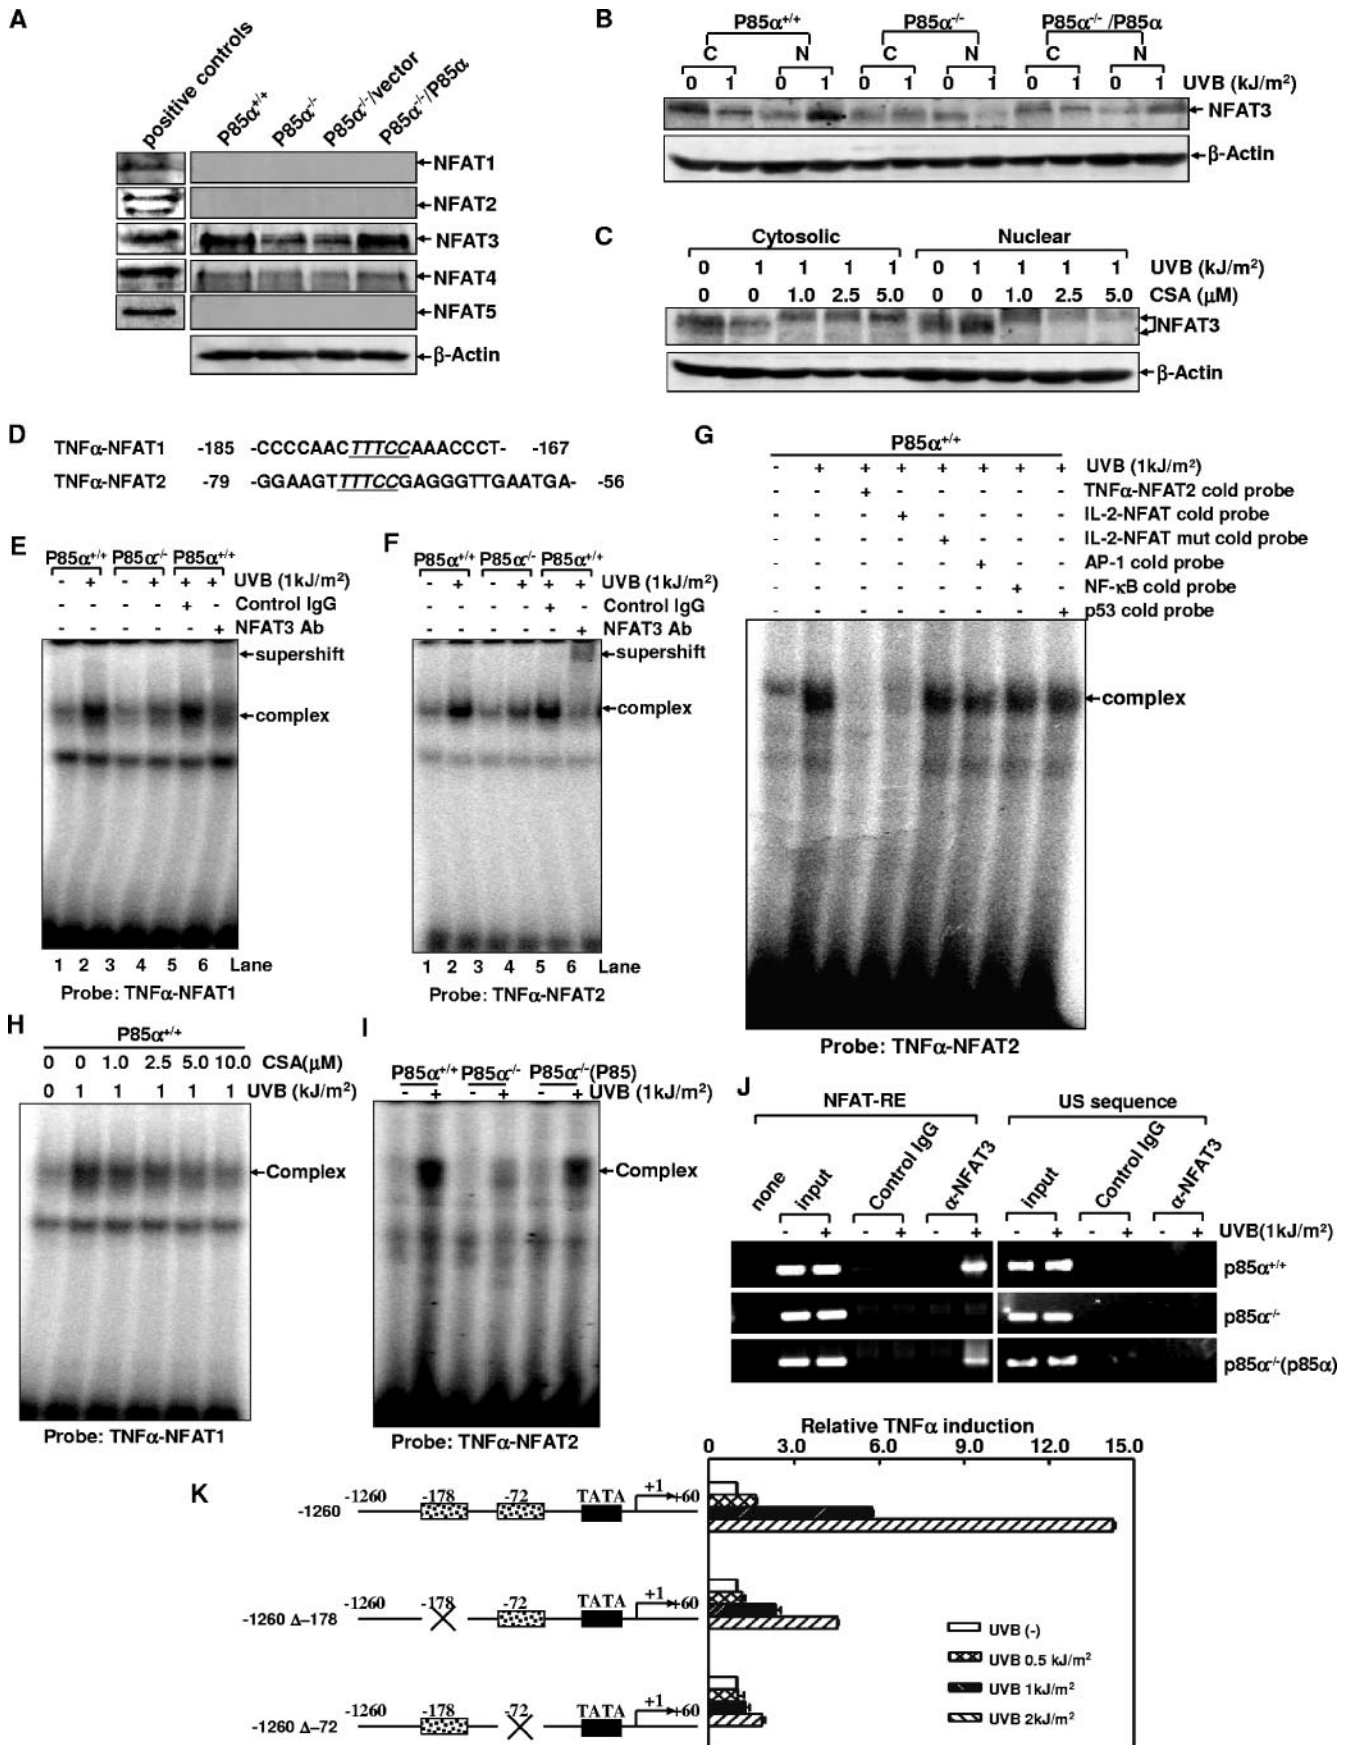 A
positive controls
P85α+/+
P85α-/-
P85α-/-/vector
P85α-/-/P85α
NFAT1
NFAT2
NFAT3
NFAT4
NFAT5
β-Actin
B
P85α+/+ P85α-/- P85α-/- /P85α
C N C N C N
0 1 0 1 0 1 0 1 0 1 0 1 UVB (kJ/m²)
NFAT3
β-Actin
C
Cytosolic Nuclear
0 1 1 1 1 0 1 1 1 1 UVB (kJ/m²)
0 0 1.0 2.5 5.0 0 0 1.0 2.5 5.0 CSA (μM)
NFAT3
β-Actin
D
TNFα-NFAT1 -185 -CCCCAACTTTCCAAACCCT- -167
TNFα-NFAT2 -79 -GGAAGTTTTCCGAGGGTTGAATGA- -56
E
P85α+/+ P85α-/- P85α+/+
- + - + + + UVB (1kJ/m²)
- - - - + - Control IgG
- - - - - + NFAT3 Ab
supershift
complex
1 2 3 4 5 6 Lane
Probe: TNFα-NFAT1
F
P85α+/+ P85α-/- P85α+/+
- + - + + + UVB (1kJ/m²)
- - - - + - Control IgG
- - - - - + NFAT3 Ab
supershift
complex
1 2 3 4 5 6 Lane
Probe: TNFα-NFAT2
G
P85α+/+
- + + + + + + + UVB (1kJ/m²)
- - + - - - - - TNFα-NFAT2 cold probe
- - - + - - - - IL-2-NFAT cold probe
- - - - + - - - IL-2-NFAT mut cold probe
- - - - - + - - AP-1 cold probe
- - - - - - + - NF-κB cold probe
- - - - - - - + p53 cold probe
complex
Probe: TNFα-NFAT2
H
P85α+/+
0 0 1.0 2.5 5.0 10.0 CSA(μM)
0 1 1 1 1 1 UVB (kJ/m²)
Complex
Probe: TNFα-NFAT1
I
P85α+/+ P85α-/- P85α-/-(P85)
- + - + - + UVB (1kJ/m²)
Complex
Probe: TNFα-NFAT2
J
NFAT-RE US sequence
none input Control IgG α-NFAT3 input Control IgG α-NFAT3
- + - + - + - + - + - + UVB(1kJ/m²)
p85α+/+
p85α-/-
p85α-/-(p85α)
K
Relative TNFα induction
0 3.0 6.0 9.0 12.0 15.0
-1260 -178 -72 TATA +1 +60
-1260
-1260 -178 -72 TATA +1 +60
-1260 Δ–178
-1260 -178 -72 TATA +1 +60
-1260 Δ–72
UVB (-)
UVB 0.5 kJ/m²
UVB 1kJ/m²
UVB 2kJ/m²